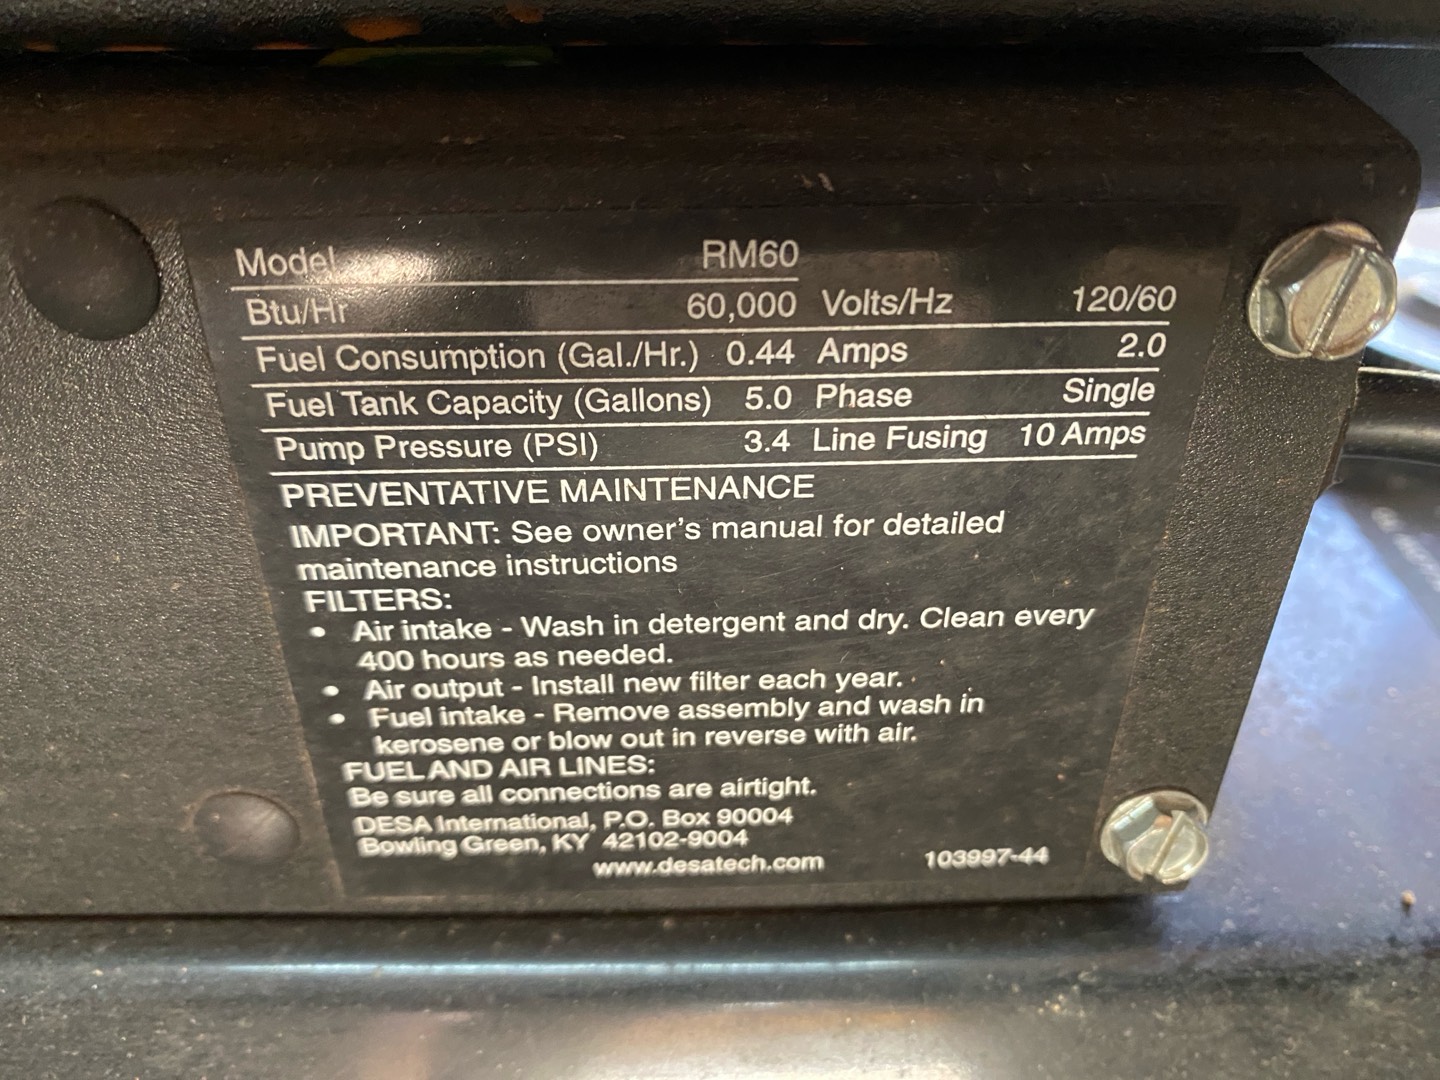 Model RM60
Btu/Hr 60,000 Volts/Hz 120/60
Fuel Consumption (Gal./Hr.) 0.44 Amps 2.0
Fuel Tank Capacity (Gallons) 5.0 Phase Single
Pump Pressure (PSI) 3.4 Line Fusing 10 Amps
PREVENTATIVE MAINTENANCE
IMPORTANT: See owner's manual for detailed
maintenance instructions
FILTERS:
• Air intake - Wash in detergent and dry. Clean every
400 hours as needed.
• Air output - Install new filter each year.
• Fuel intake - Remove assembly and wash in
kerosene or blow out in reverse with air.
FUEL AND AIR LINES:
Be sure all connections are airtight.
DESA International, P.O. Box 90004
Bowling Green, KY 42102-9004
www.desatech.com 103997-44